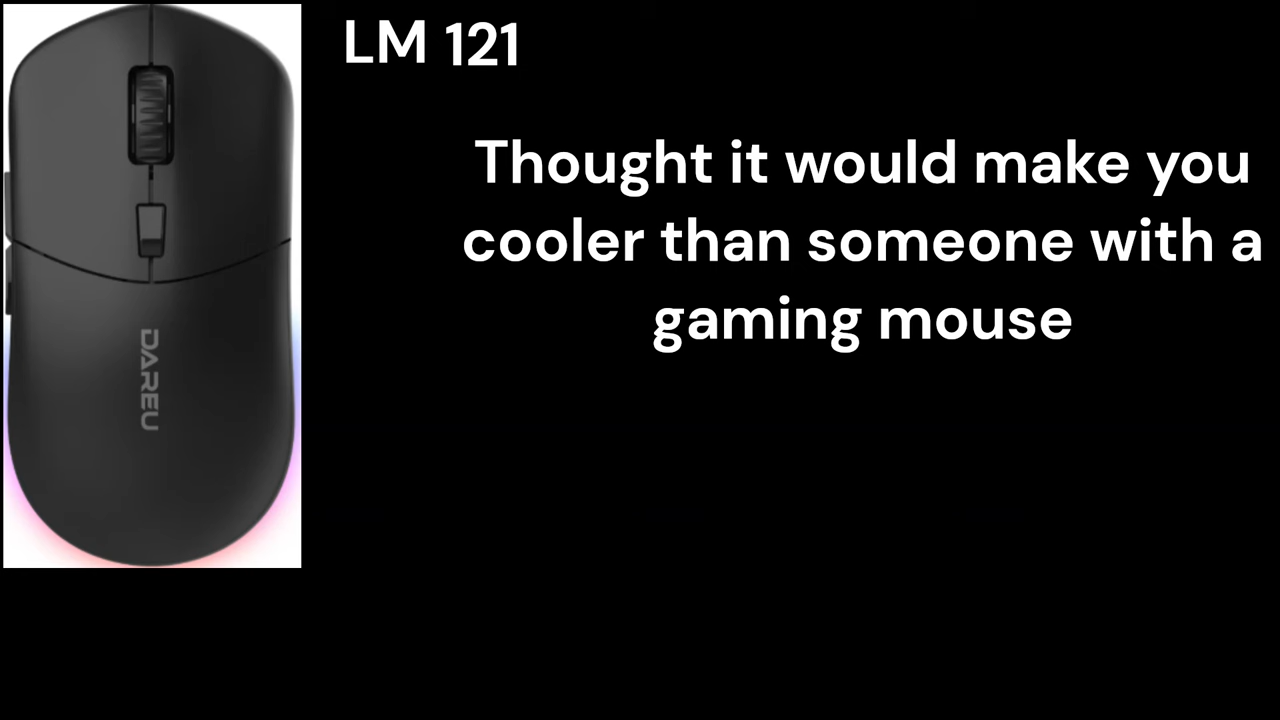 LM 121
Thought it would make you
cooler than someone with a
gaming mouse
DAREU